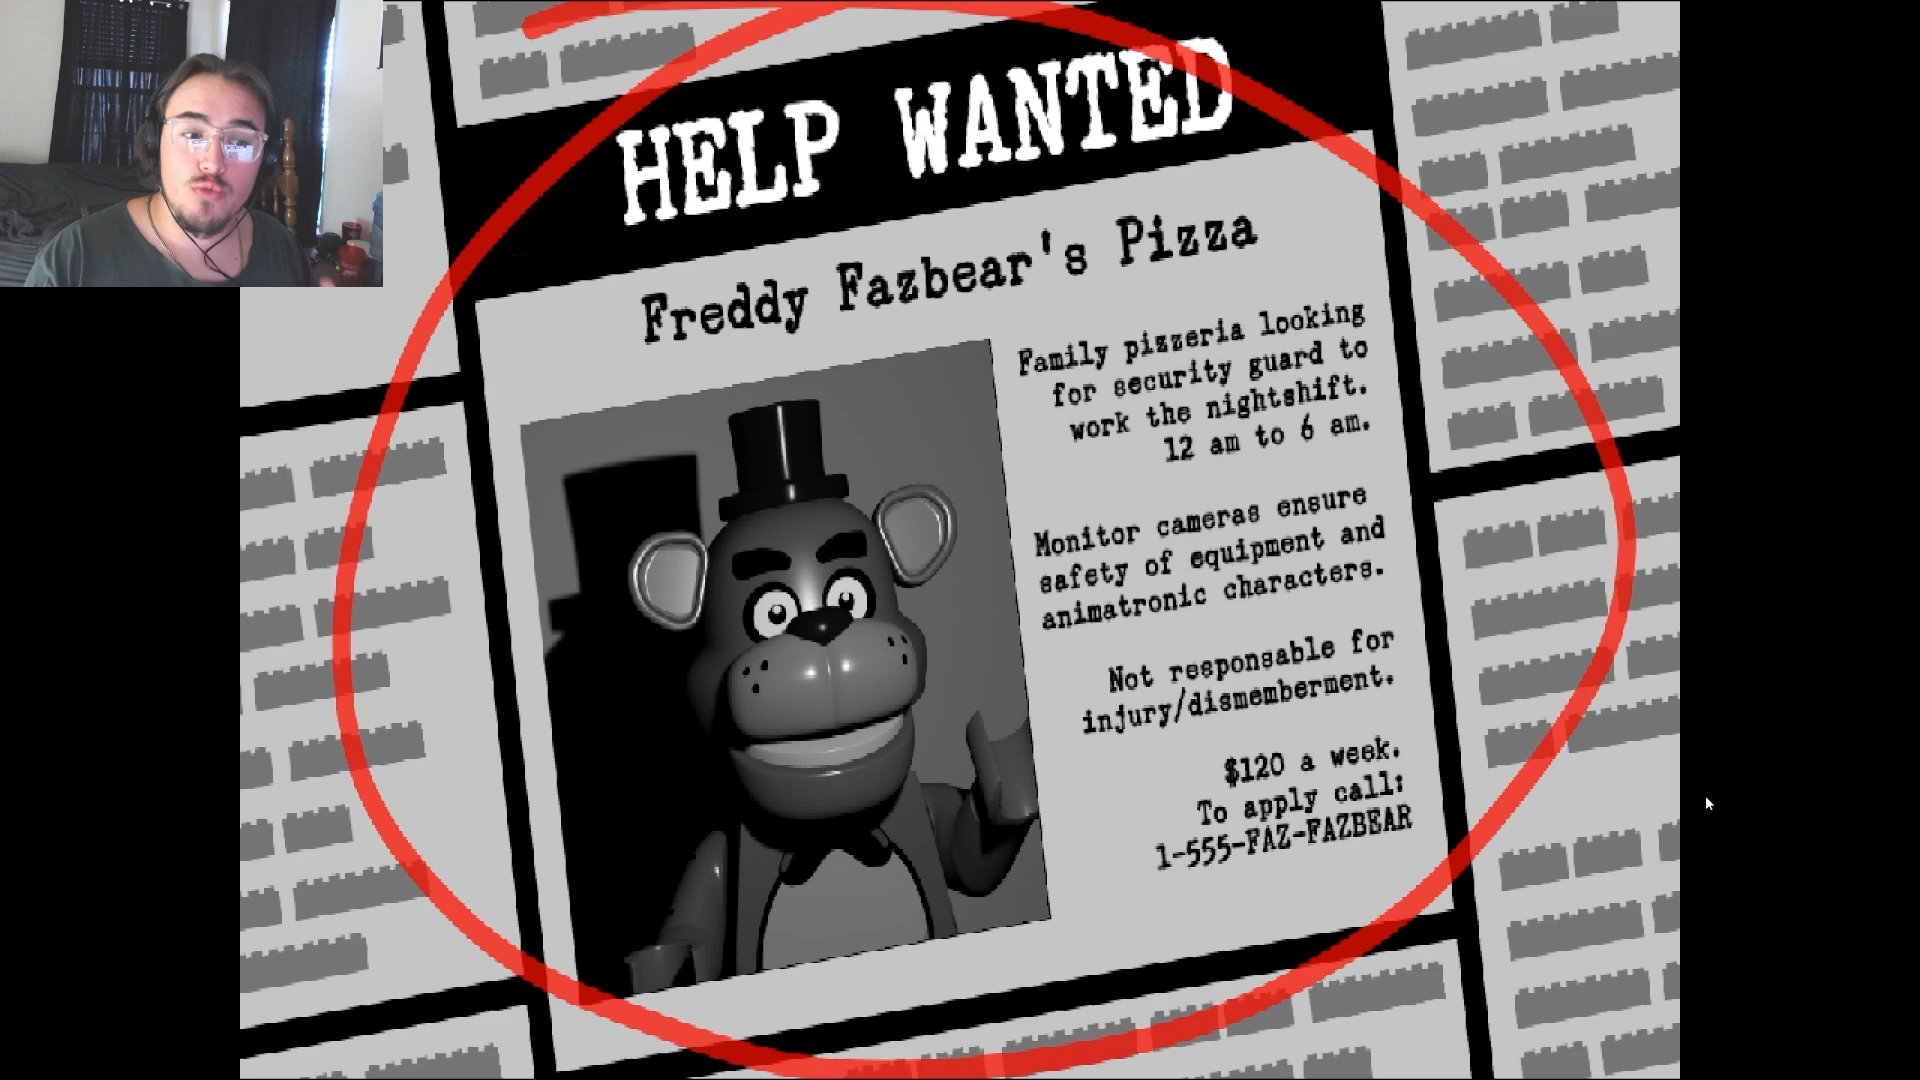 HELP WANTED
Freddy Fazbear's Pizza
Family pizzeria looking
for security guard to
work the nightshift.
12 am to 6 am.
Monitor cameras ensure
safety of equipment and
animatronic characters.
Not responsable for
injury/dismemberment.
$120 a week.
To apply call:
1-555-FAZ-FAZBEAR